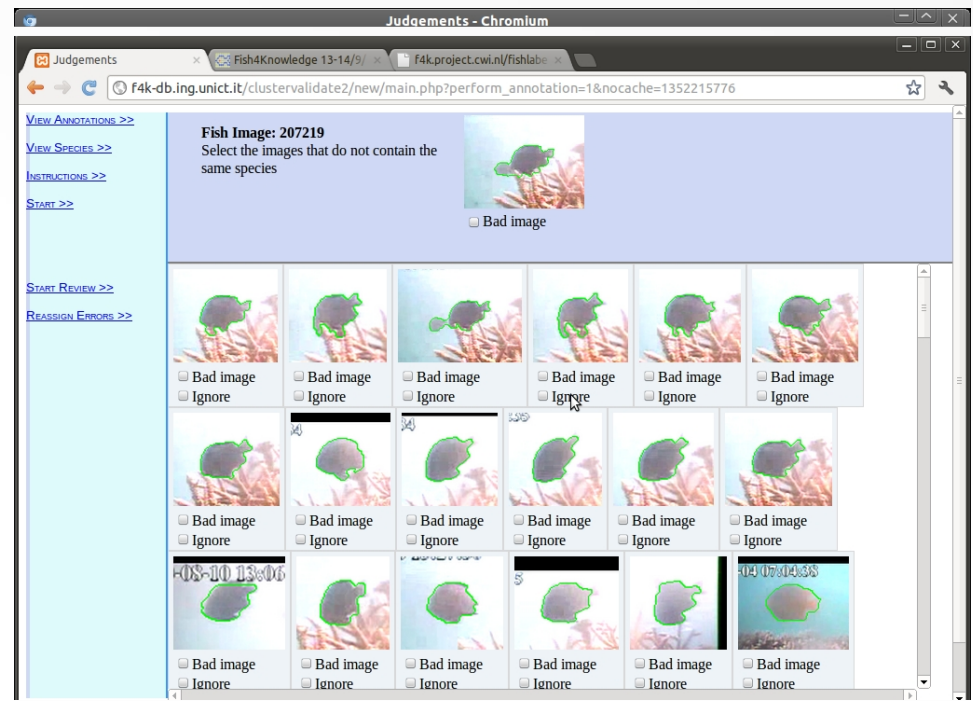 Judgements - Chromium
Judgements
Fish4Knowledge 13-14/9/
f4k.project.cwi.nl/fishlabe
f4k-db.ing.unict.it/clustervalidate2/new/main.php?perform_annotation=1&nocache=1352215776
View Annotations >>
View Species >>
Instructions >>
Start >>
Start Review >>
Reassign Errors >>
Fish Image: 207219
Select the images that do not contain the
same species
Bad image
Bad image Bad image Bad image Bad image Bad image Bad image
Ignore Ignore Ignore Ignore Ignore Ignore
Bad image Bad image Bad image Bad image Bad image Bad image
Ignore Ignore Ignore Ignore Ignore Ignore
-08-10 13:06 5 -04 07:04:38
Bad image Bad image Bad image Bad image Bad image Bad image
Ignore Ignore Ignore Ignore Ignore Ignore